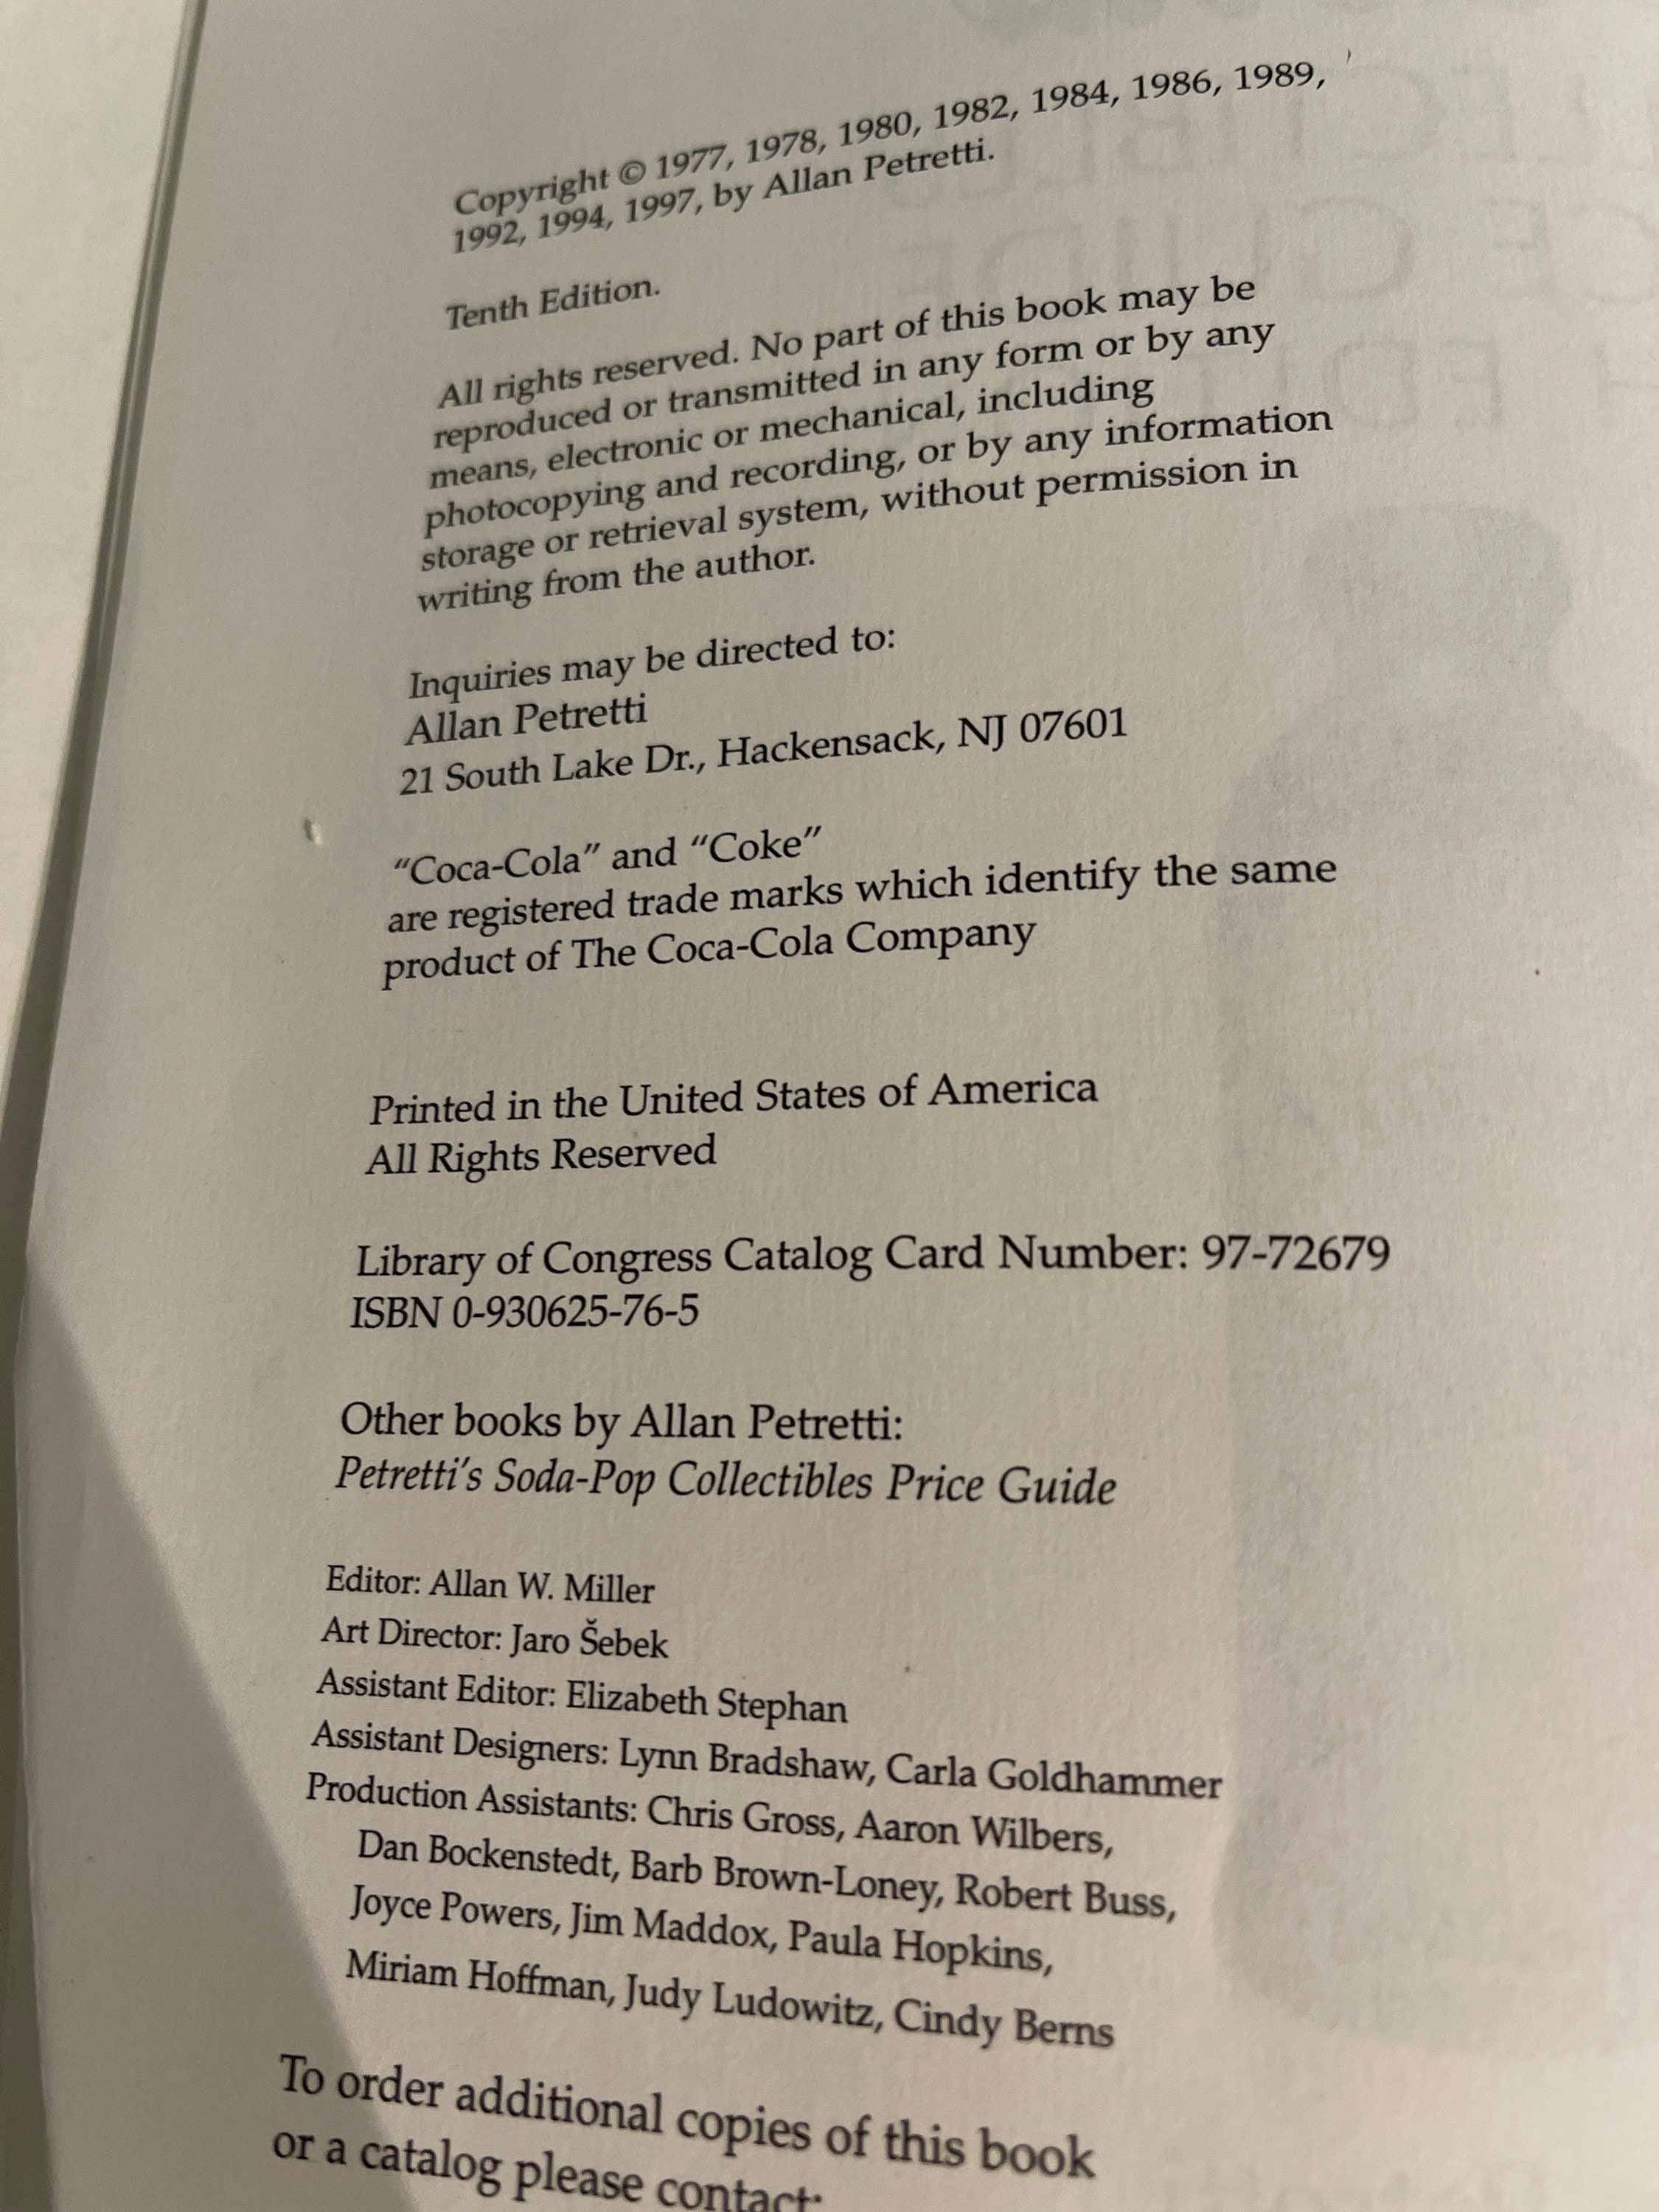 Copyright © 1977, 1978, 1980, 1982, 1984, 1986, 1989,
1992, 1994, 1997, by Allan Petretti.
Tenth Edition.
All rights reserved. No part of this book may be
reproduced or transmitted in any form or by any
means, electronic or mechanical, including
photocopying and recording, or by any information
storage or retrieval system, without permission in
writing from the author.
Inquiries may be directed to:
Allan Petretti
21 South Lake Dr., Hackensack, NJ 07601
“Coca-Cola” and “Coke”
are registered trade marks which identify the same
product of The Coca-Cola Company
Printed in the United States of America
All Rights Reserved
Library of Congress Catalog Card Number: 97-72679
ISBN 0-930625-76-5
Other books by Allan Petretti:
Petretti’s Soda-Pop Collectibles Price Guide
Editor: Allan W. Miller
Art Director: Jaro Šebek
Assistant Editor: Elizabeth Stephan
Assistant Designers: Lynn Bradshaw, Carla Goldhammer
Production Assistants: Chris Gross, Aaron Wilbers,
Dan Bockenstedt, Barb Brown-Loney, Robert Buss,
Joyce Powers, Jim Maddox, Paula Hopkins,
Miriam Hoffman, Judy Ludowitz, Cindy Berns
To order additional copies of this book
or a catalog please contact: